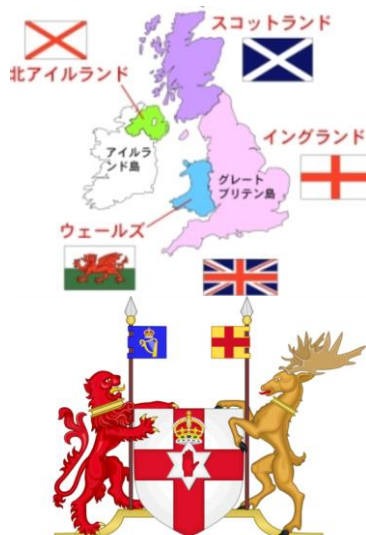 スコットランド
北アイルランド
イングランド
アイルラ
ンド島
グレート
ブリテン島
ウェールズ